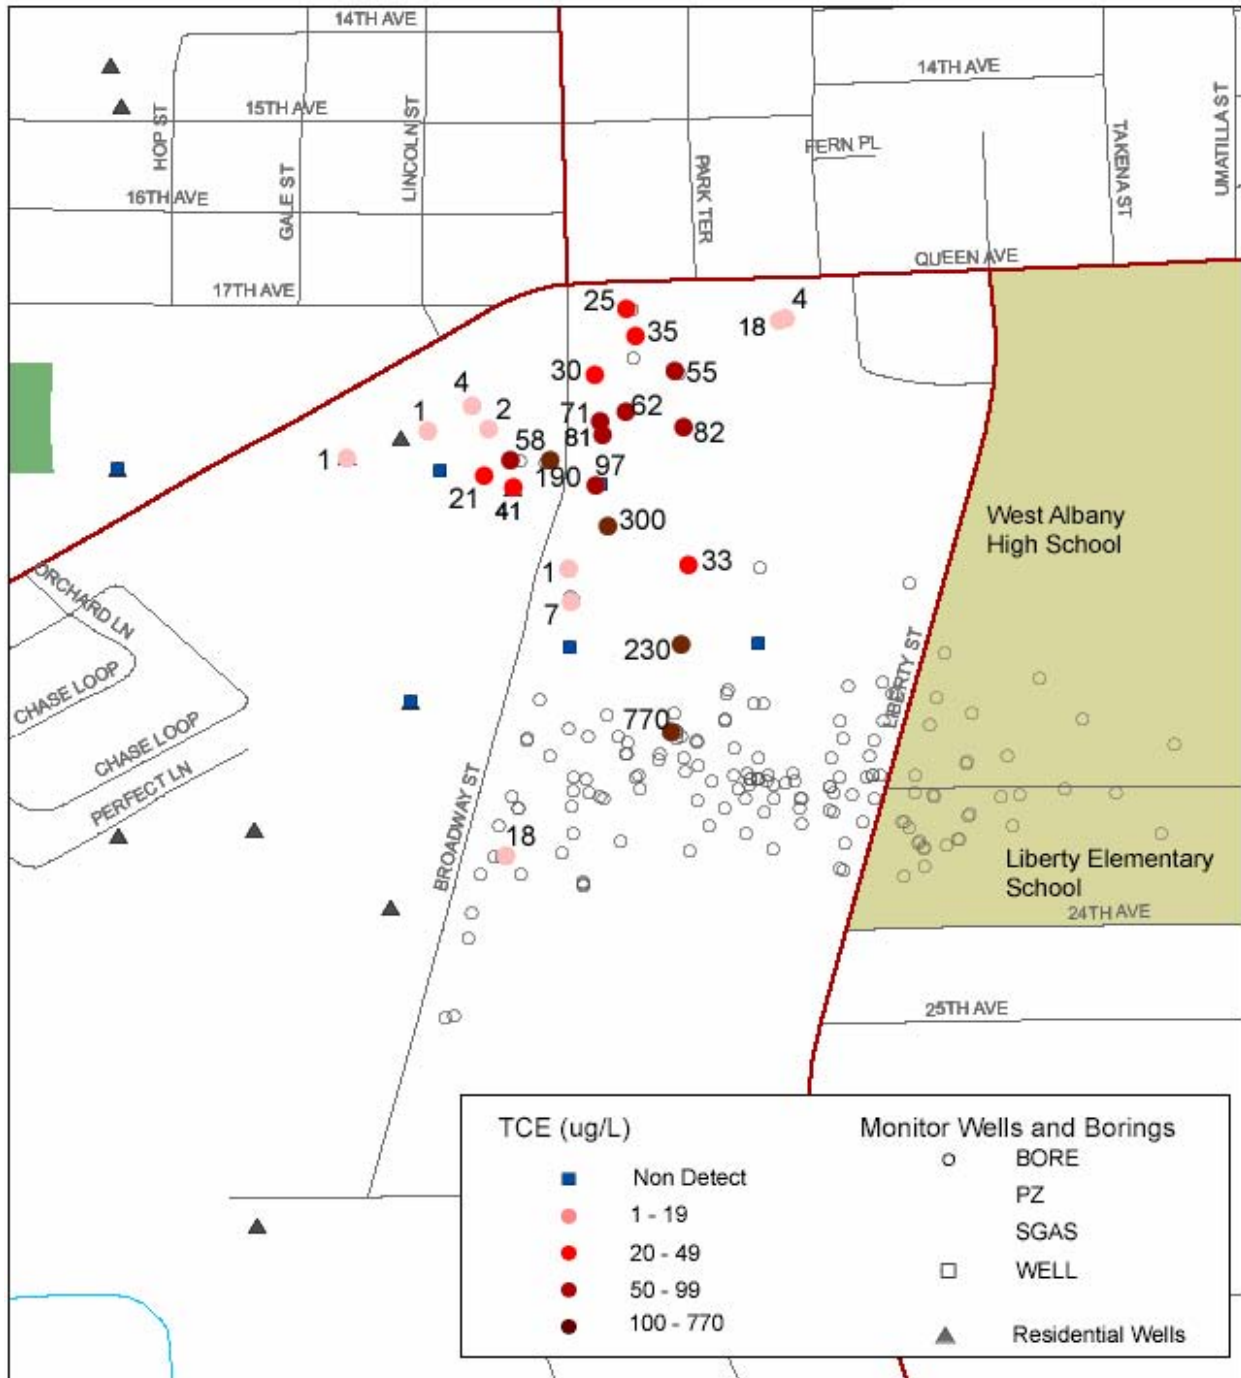 14TH AVE
14TH AVE
HOP ST
15TH AVE
LINCOLN ST
FERN PL
TAKENA ST
UMATILLA ST
GALE ST
16TH AVE
PARK TER
QUEEN AVE
17TH AVE
25
4
18
35
30
55
4
62
1
2
71
82
58
81
1
190
97
21
41
300
West Albany
High School
1
33
ORCHARD LN
7
230
LIBERTY ST
CHASE LOOP
770
CHASE LOOP
PERFECT LN
BROADWAY ST
18
Liberty Elementary
School
24TH AVE
25TH AVE
TCE (ug/L)
Non Detect
1 - 19
20 - 49
50 - 99
100 - 770
Monitor Wells and Borings
BORE
PZ
SGAS
WELL
Residential Wells